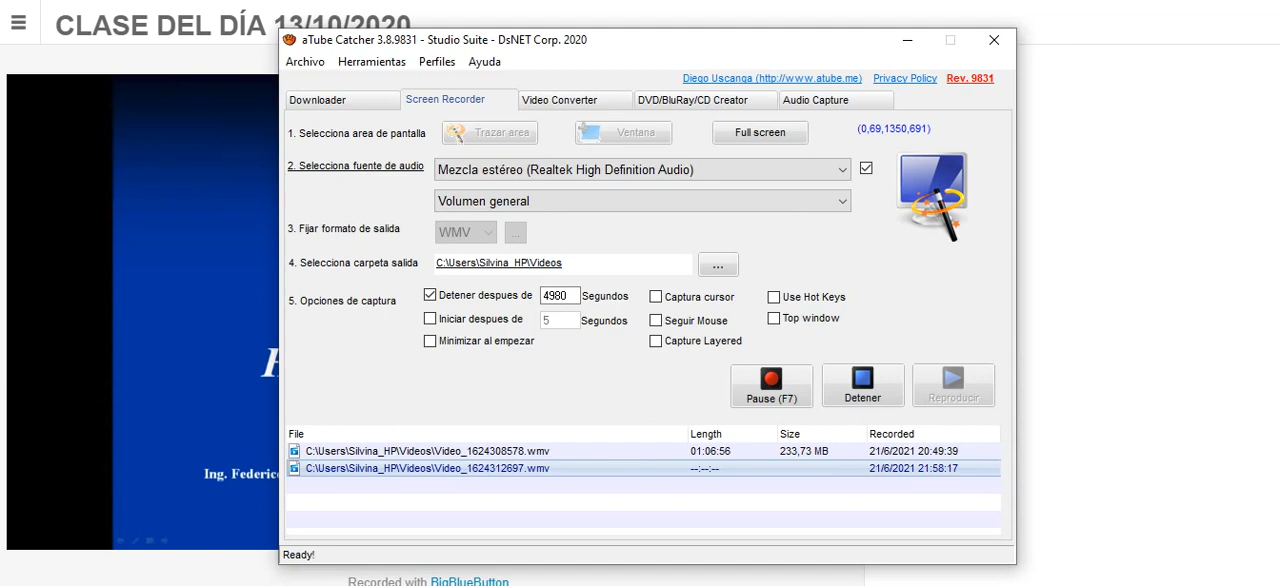 ☰ CLASE DEL DÍA 13/10/2020
aTube Catcher 3.8.9831 - Studio Suite - DsNET Corp. 2020
Archivo Herramientas Perfiles Ayuda
Diego Uscanga (http://www.atube.me) Privacy Policy Rev. 9831
Downloader Screen Recorder Video Converter DVD/BluRay/CD Creator Audio Capture
1. Selecciona area de pantalla Trazar area Ventana Full screen (0,69,1350,691)
2. Selecciona fuente de audio Mezcla estéreo (Realtek High Definition Audio)
Volumen general
3. Fijar formato de salida WMV ...
4. Selecciona carpeta salida C:\Users\Silvina_HP\Videos ...
5. Opciones de captura Detener despues de 4980 Segundos Captura cursor Use Hot Keys
Iniciar despues de 5 Segundos Seguir Mouse Top window
Minimizar al empezar Capture Layered
H
Pause (F7) Detener Reproducir
File Length Size Recorded
C:\Users\Silvina_HP\Videos\Video_1624308578.wmv 01:06:56 233,73 MB 21/6/2021 20:49:39
C:\Users\Silvina_HP\Videos\Video_1624312697.wmv --:--:-- 21/6/2021 21:58:17
Ing. Federic
Ready!
Recorded with BigBlueButton